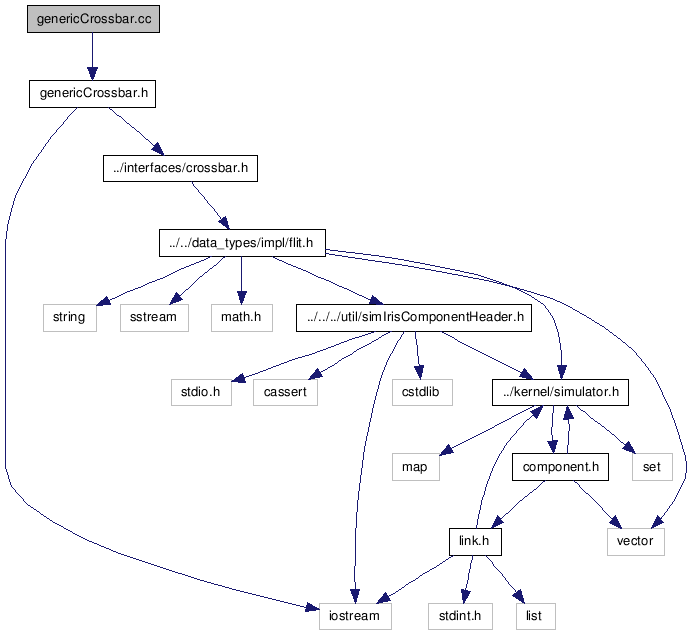 genericCrossbar.cc
genericCrossbar.h
../interfaces/crossbar.h
../../data_types/impl/flit.h
string
sstream
math.h
../../../util/simIrisComponentHeader.h
stdio.h
cassert
cstdlib
../kernel/simulator.h
map
component.h
set
link.h
vector
iostream
stdint.h
list